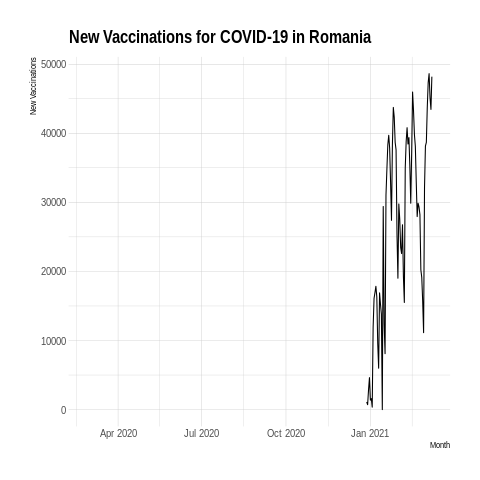 New Vaccinations for COVID-19 in Romania
New Vaccinations
50000
40000
30000
20000
10000
0
Apr 2020 Jul 2020 Oct 2020 Jan 2021
Month